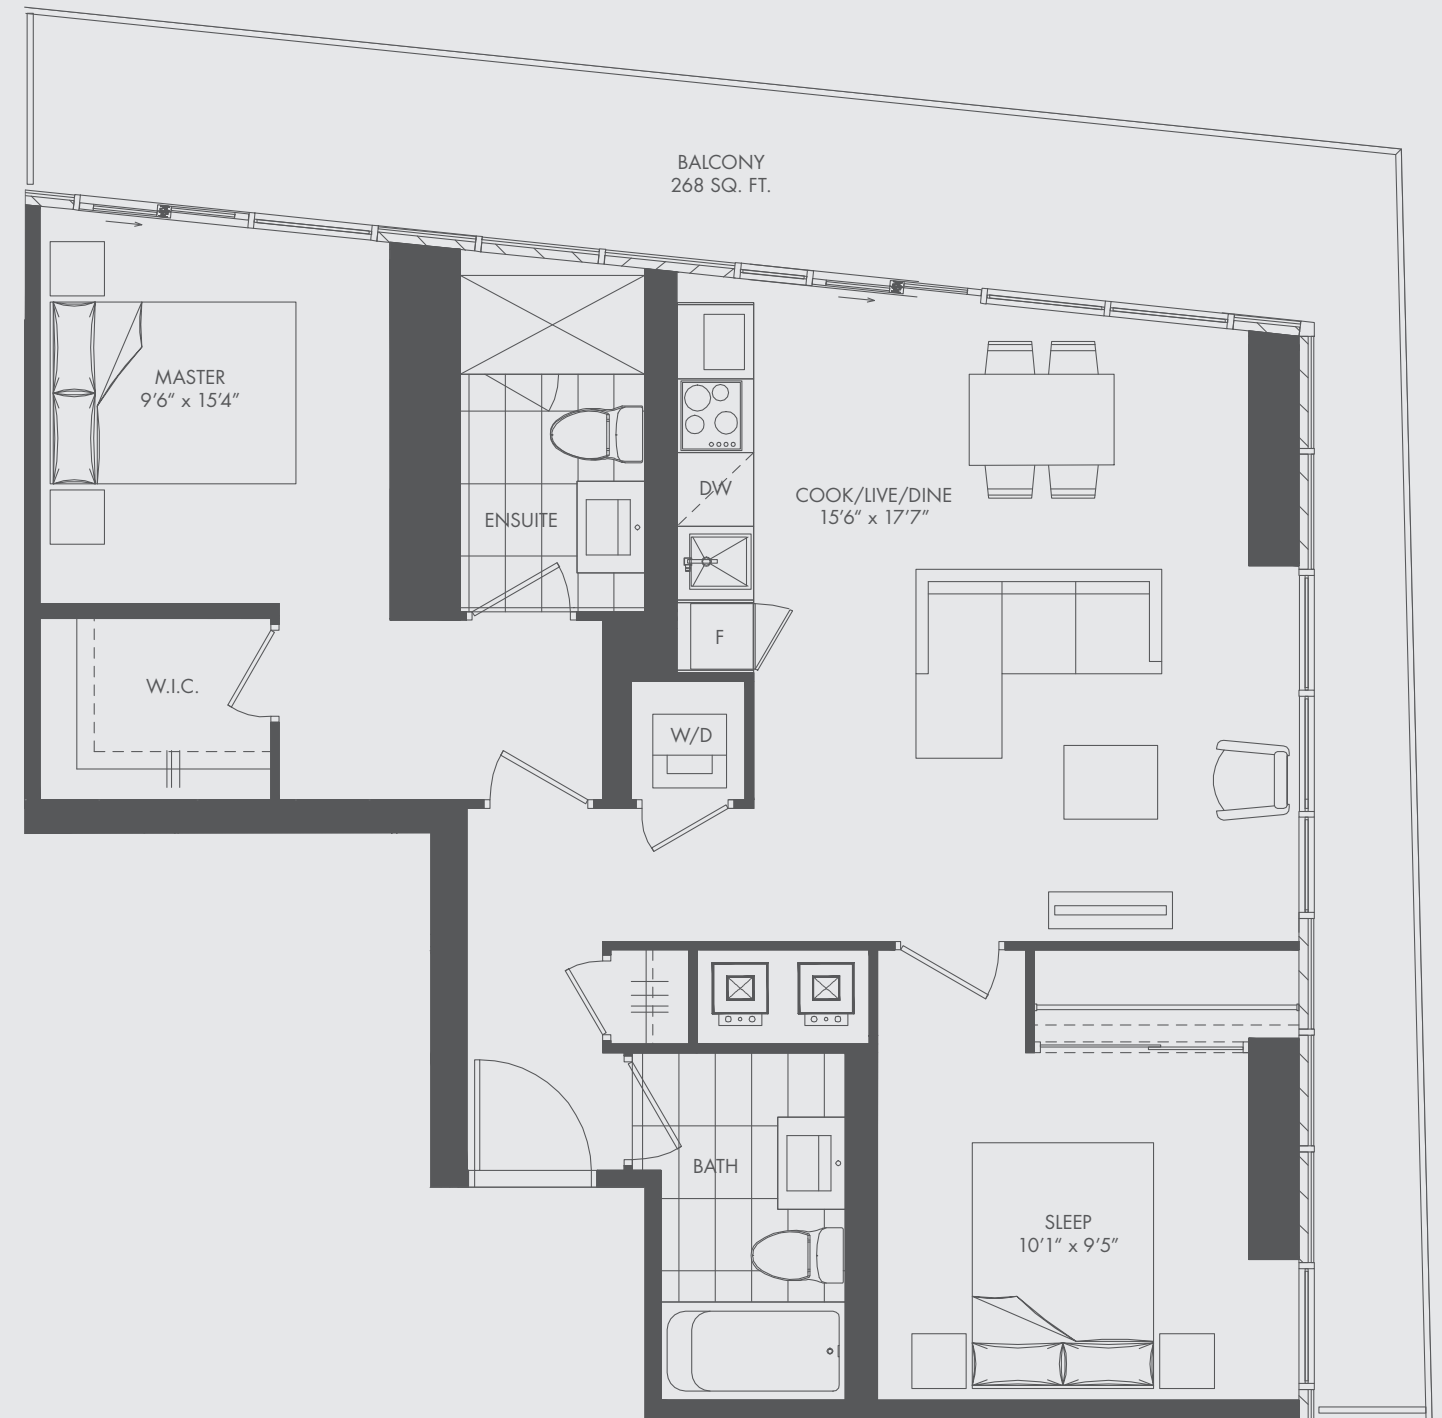 BALCONY
268 SQ. FT.
MASTER
9'6“ x 15'4”
ENSUITE
DW
COOK/LIVE/DINE
15'6“ x 17'7”
F
W.I.C.
W/D
BATH
SLEEP
10'1“ x 9'5”